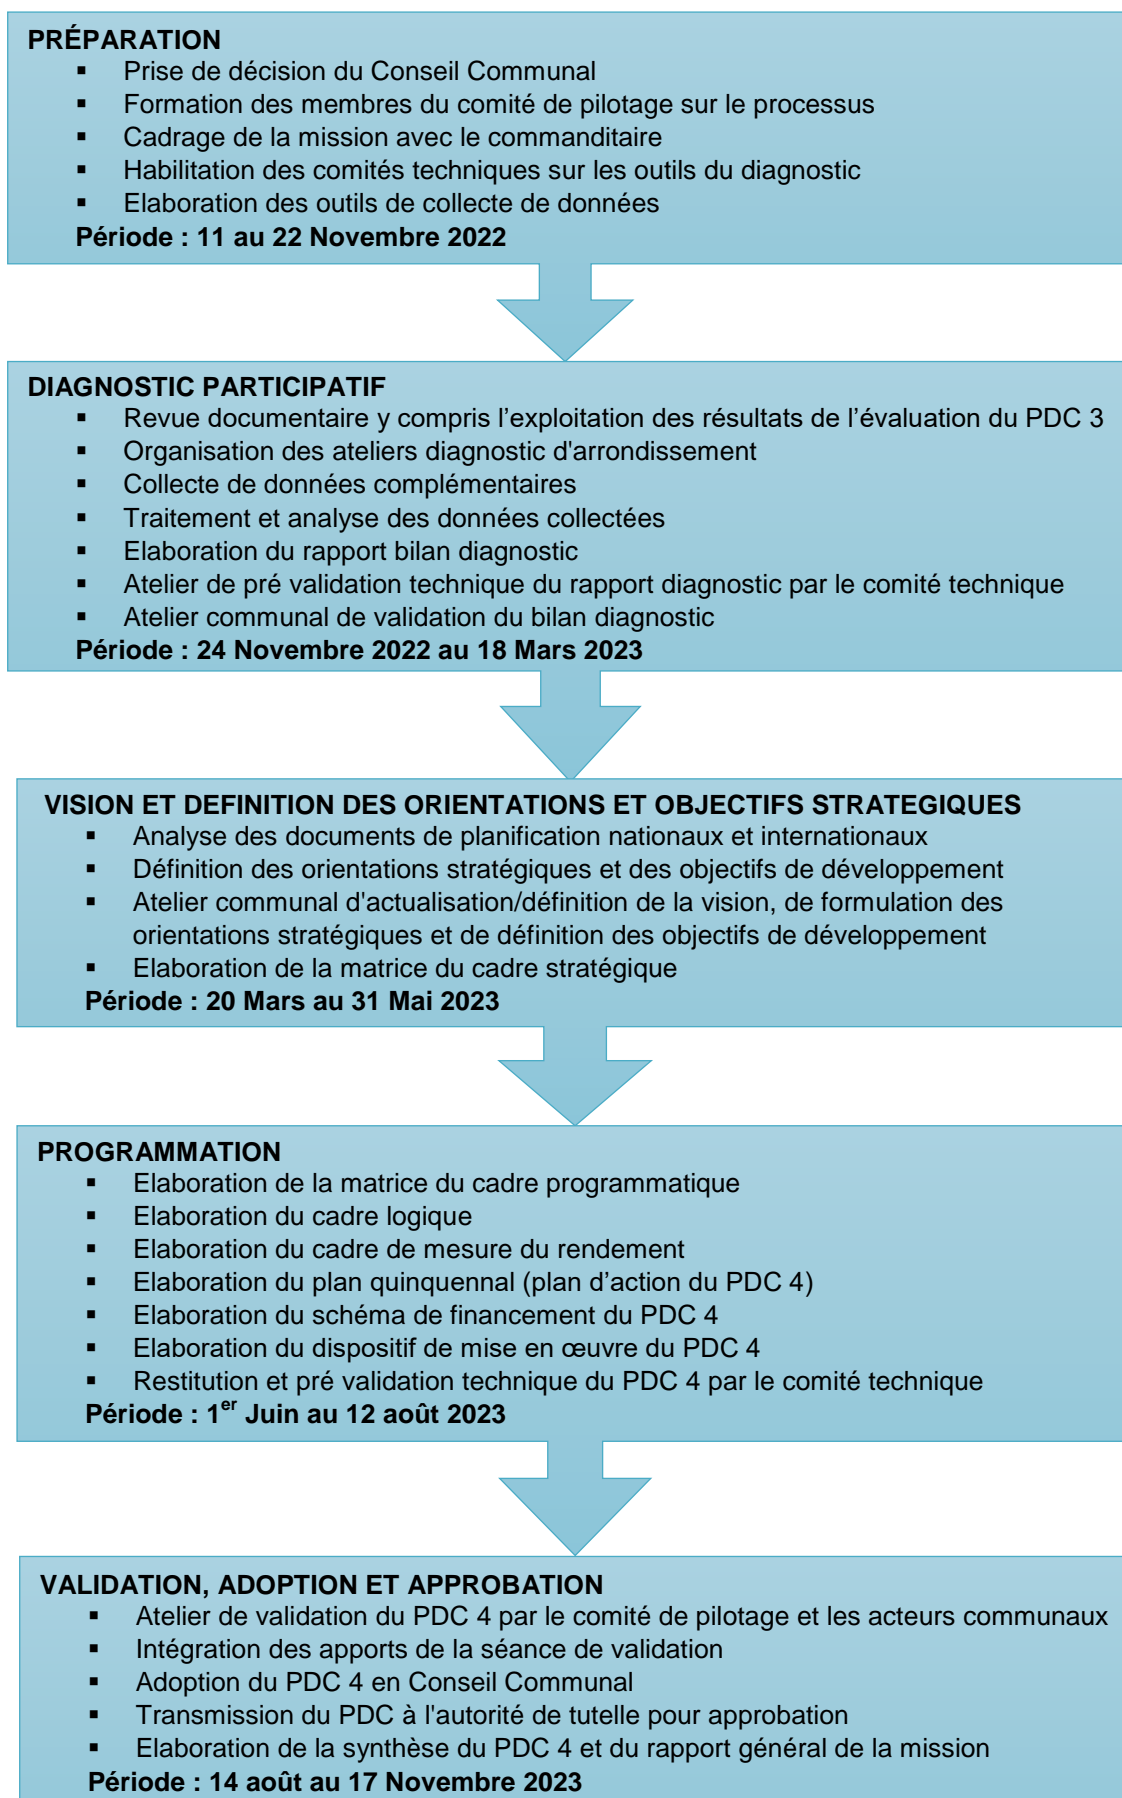 PRÉPARATION
▪ Prise de décision du Conseil Communal
▪ Formation des membres du comité de pilotage sur le processus
▪ Cadrage de la mission avec le commanditaire
▪ Habilitation des comités techniques sur les outils du diagnostic
▪ Elaboration des outils de collecte de données
Période : 11 au 22 Novembre 2022
DIAGNOSTIC PARTICIPATIF
▪ Revue documentaire y compris l’exploitation des résultats de l’évaluation du PDC 3
▪ Organisation des ateliers diagnostic d'arrondissement
▪ Collecte de données complémentaires
▪ Traitement et analyse des données collectées
▪ Elaboration du rapport bilan diagnostic
▪ Atelier de pré validation technique du rapport diagnostic par le comité technique
▪ Atelier communal de validation du bilan diagnostic
Période : 24 Novembre 2022 au 18 Mars 2023
VISION ET DEFINITION DES ORIENTATIONS ET OBJECTIFS STRATEGIQUES
▪ Analyse des documents de planification nationaux et internationaux
▪ Définition des orientations stratégiques et des objectifs de développement
▪ Atelier communal d'actualisation/définition de la vision, de formulation des
orientations stratégiques et de définition des objectifs de développement
▪ Elaboration de la matrice du cadre stratégique
Période : 20 Mars au 31 Mai 2023
PROGRAMMATION
▪ Elaboration de la matrice du cadre programmatique
▪ Elaboration du cadre logique
▪ Elaboration du cadre de mesure du rendement
▪ Elaboration du plan quinquennal (plan d’action du PDC 4)
▪ Elaboration du schéma de financement du PDC 4
▪ Elaboration du dispositif de mise en œuvre du PDC 4
▪ Restitution et pré validation technique du PDC 4 par le comité technique
Période : 1er Juin au 12 août 2023
VALIDATION, ADOPTION ET APPROBATION
▪ Atelier de validation du PDC 4 par le comité de pilotage et les acteurs communaux
▪ Intégration des apports de la séance de validation
▪ Adoption du PDC 4 en Conseil Communal
▪ Transmission du PDC à l'autorité de tutelle pour approbation
▪ Elaboration de la synthèse du PDC 4 et du rapport général de la mission
Période : 14 août au 17 Novembre 2023